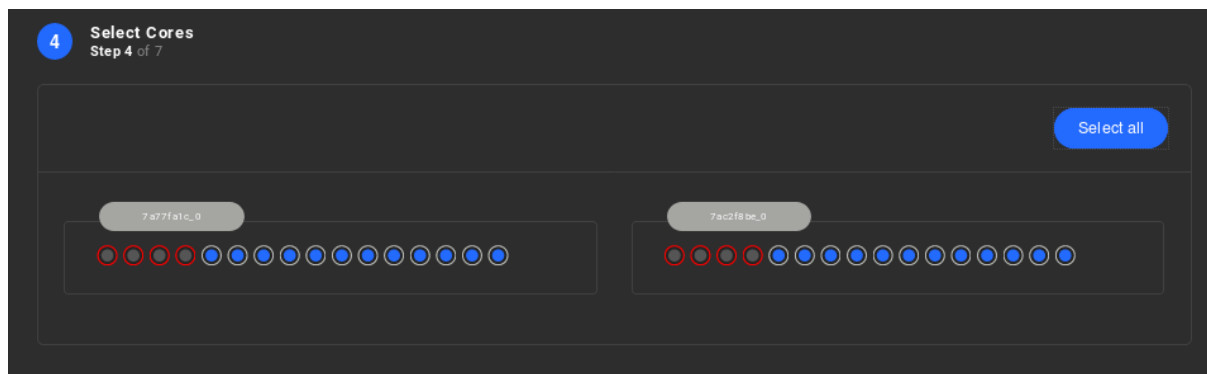 4
Select Cores
Step 4 of 7
Select all
7a77fa1c_0
7ac2f8be_0